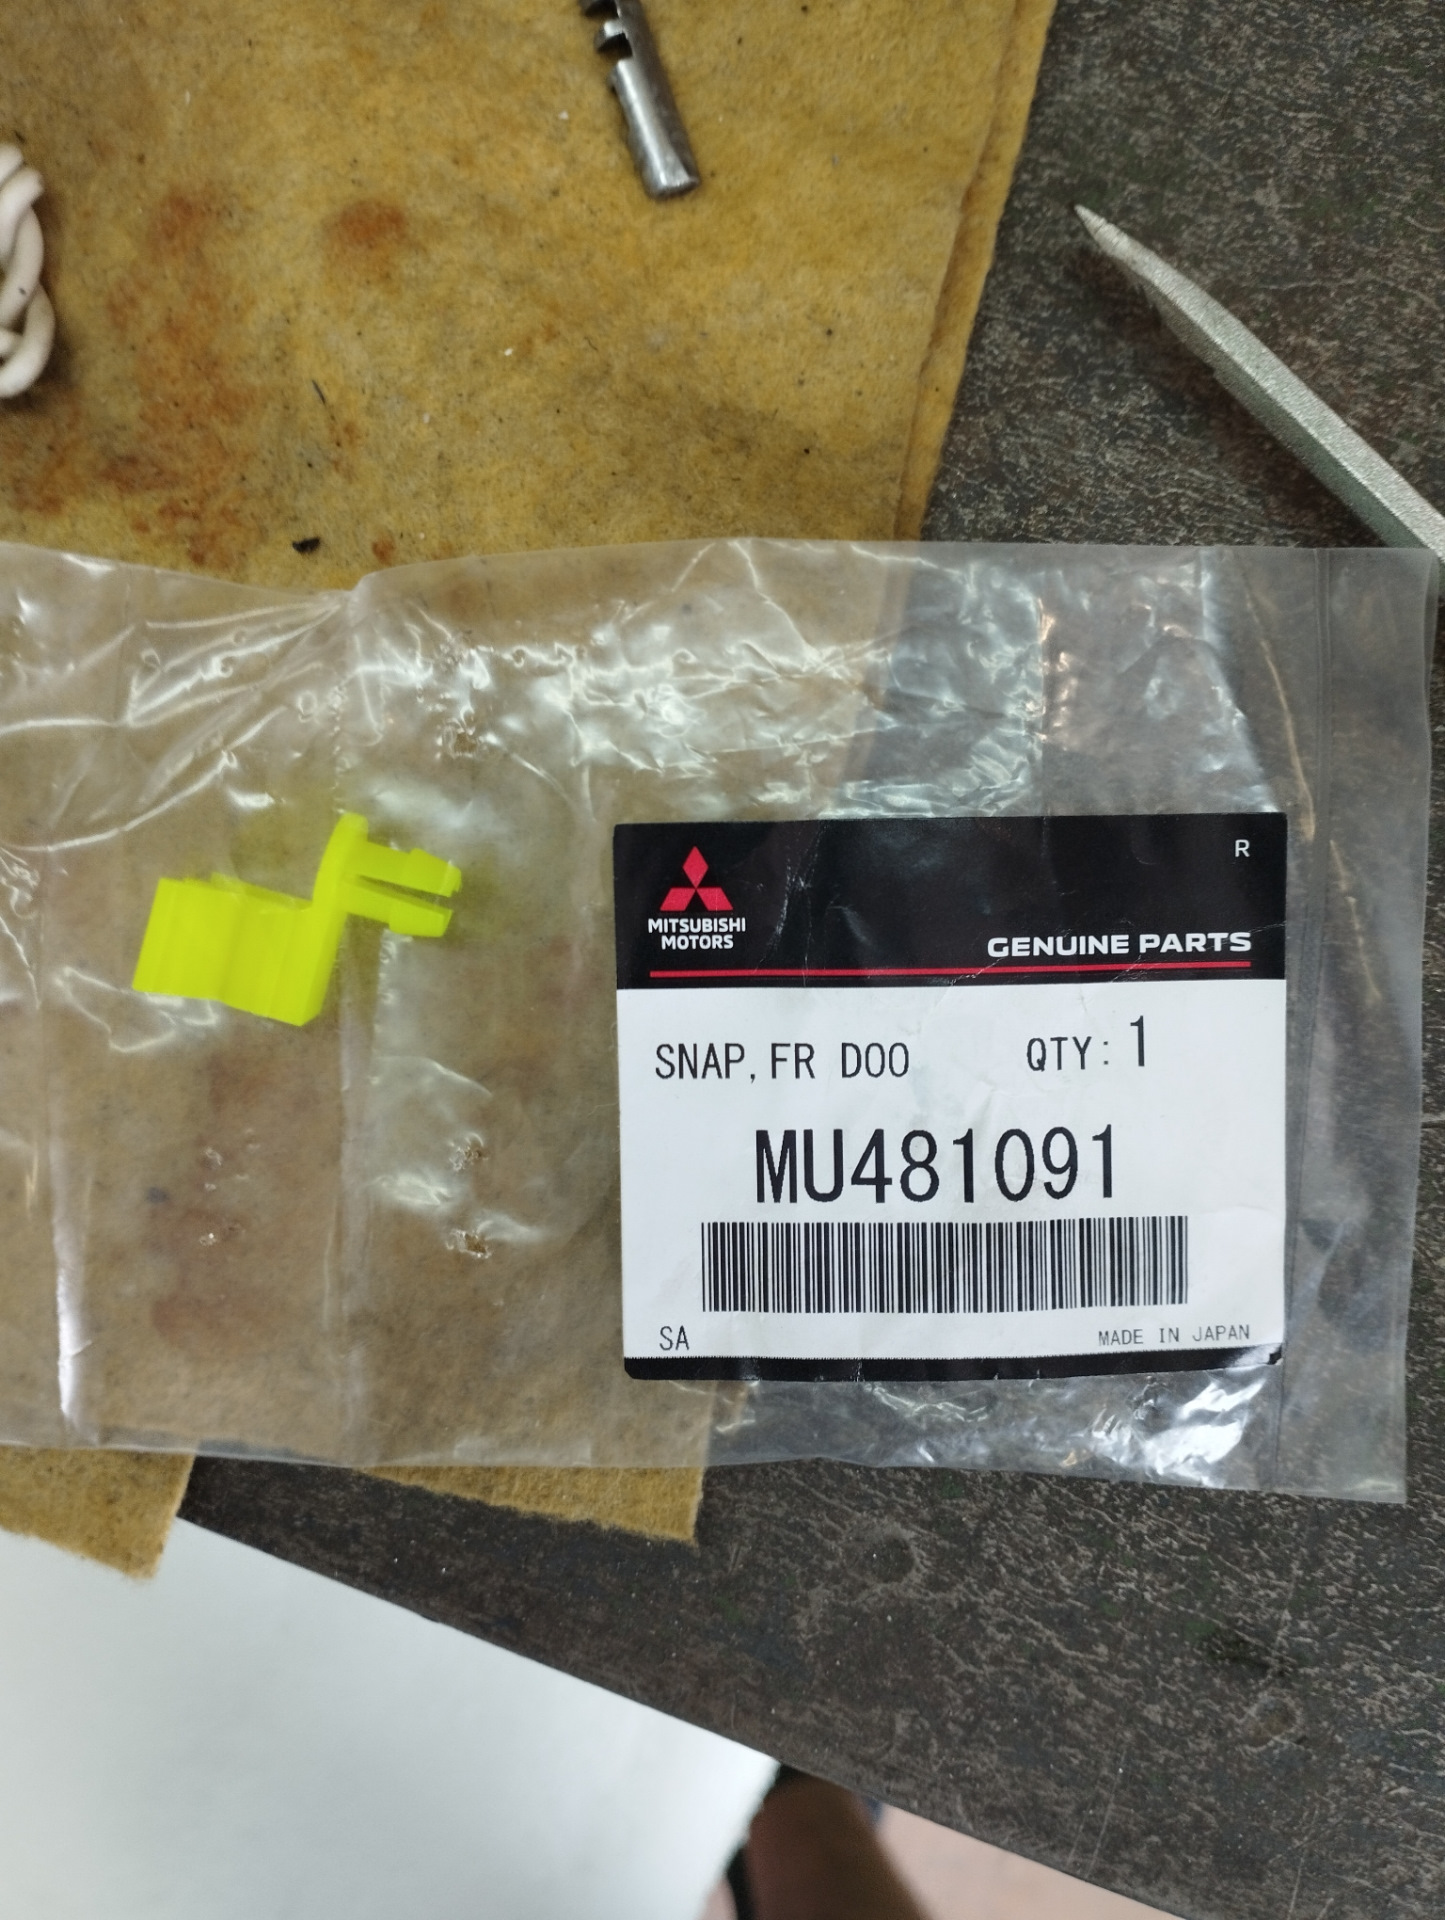 R
MITSUBISHI
MOTORS
GENUINE PARTS
SNAP, FR DOO QTY: 1
MU481091
SA MADE IN JAPAN